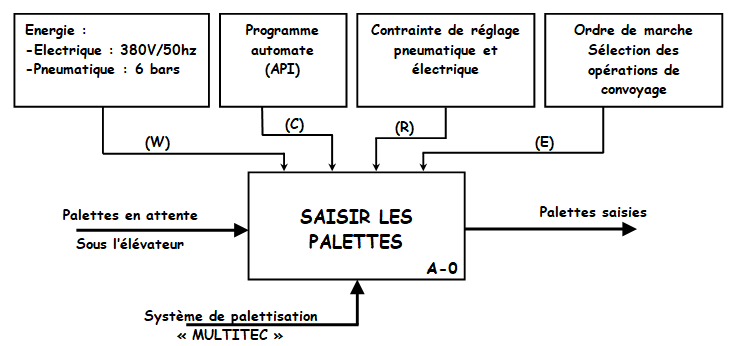 Energie :
-Electrique : 380V/50hz
-Pneumatique : 6 bars
Programme
automate
(API)
Contrainte de réglage
pneumatique et
électrique
Ordre de marche
Sélection des
opérations de
convoyage
(W)
(C)
(R)
(E)
Palettes en attente
Sous l'élévateur
SAISIR LES
PALETTES
A-0
Palettes saisies
Système de palettisation
« MULTITEC »